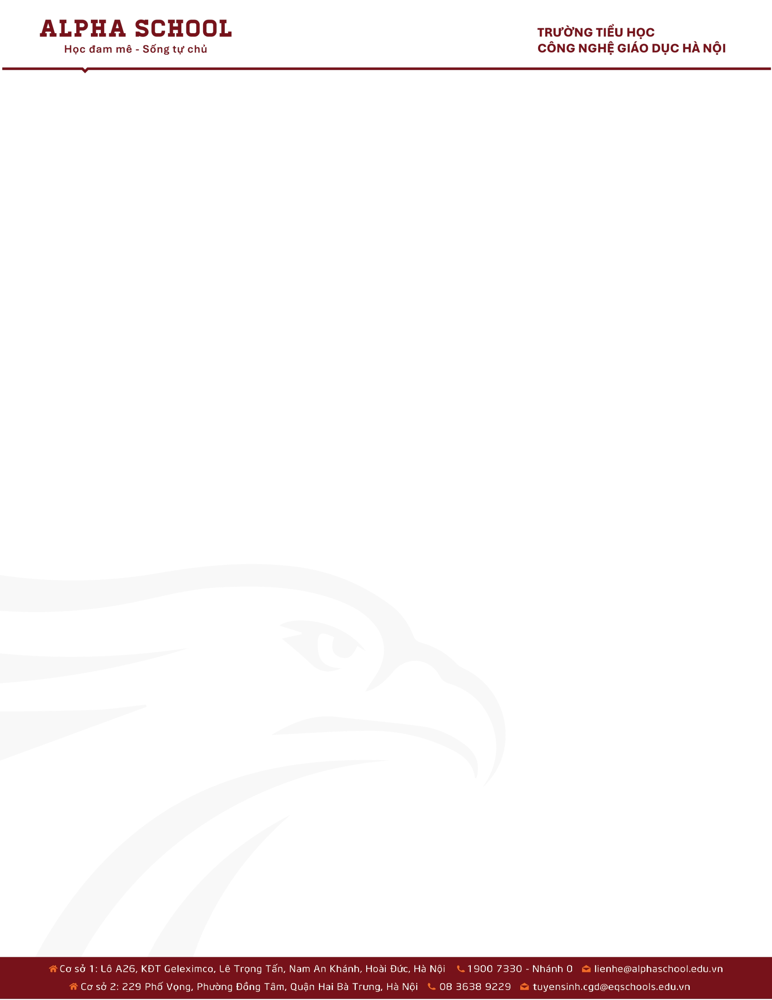 ALPHA SCHOOL
Học đam mê - Sống tự chủ
TRƯỜNG TIỂU HỌC
CÔNG NGHỆ GIÁO DỤC HÀ NỘI
Cơ sở 1: Lô A26, KĐT Geleximco, Lê Trọng Tấn, Nam An Khánh, Hoài Đức, Hà Nội 1900 7330 - Nhánh 0 lienhe@alphaschool.edu.vn
Cơ sở 2: 229 Phố Vọng, Phường Đồng Tâm, Quận Hai Bà Trưng, Hà Nội 08 3638 9229 tuyensinh.cgd@eqschools.edu.vn